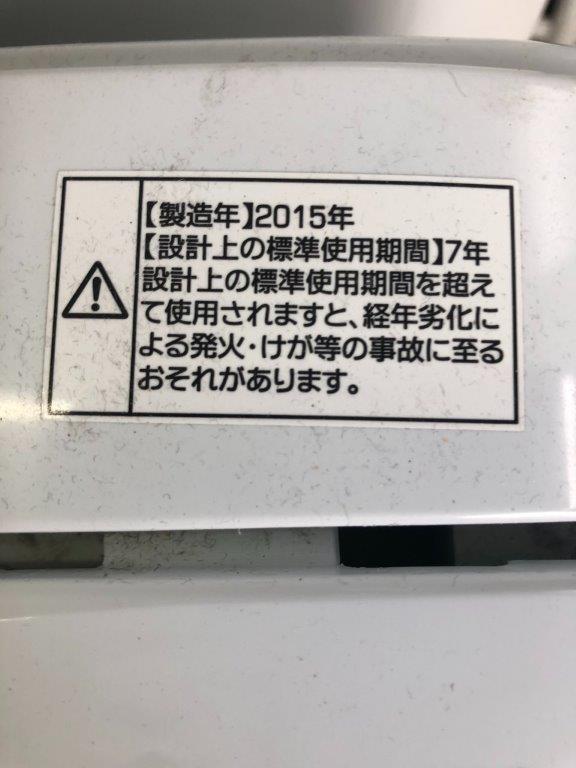 【製造年】2015年
【設計上の標準使用期間】7年
設計上の標準使用期間を超え
て使用されますと、経年劣化に
よる発火・けが等の事故に至る
おそれがあります。